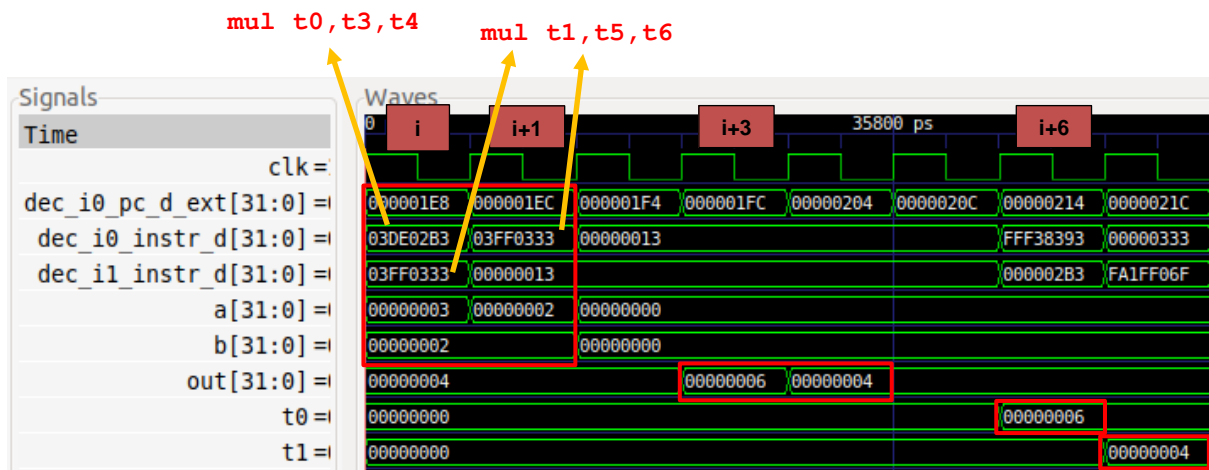 mul t0,t3,t4
mul t1,t5,t6
Signals
Waves
Time 0 i i+1 i+3 35800 ps i+6
clk =
dec_i0_pc_d_ext[31:0] = 000001E8 000001EC 000001F4 000001FC 00000204 0000020C 00000214 0000021C
dec_i0_instr_d[31:0] = 03DE02B3 03FF0333 00000013 FFF38393 00000333
dec_i1_instr_d[31:0] = 03FF0333 00000013 000002B3 FA1FF06F
a[31:0] = 00000003 00000002 00000000
b[31:0] = 00000002 00000000
out[31:0] = 00000004 00000006 00000004
t0 = 00000000 00000006
t1 = 00000000 00000004